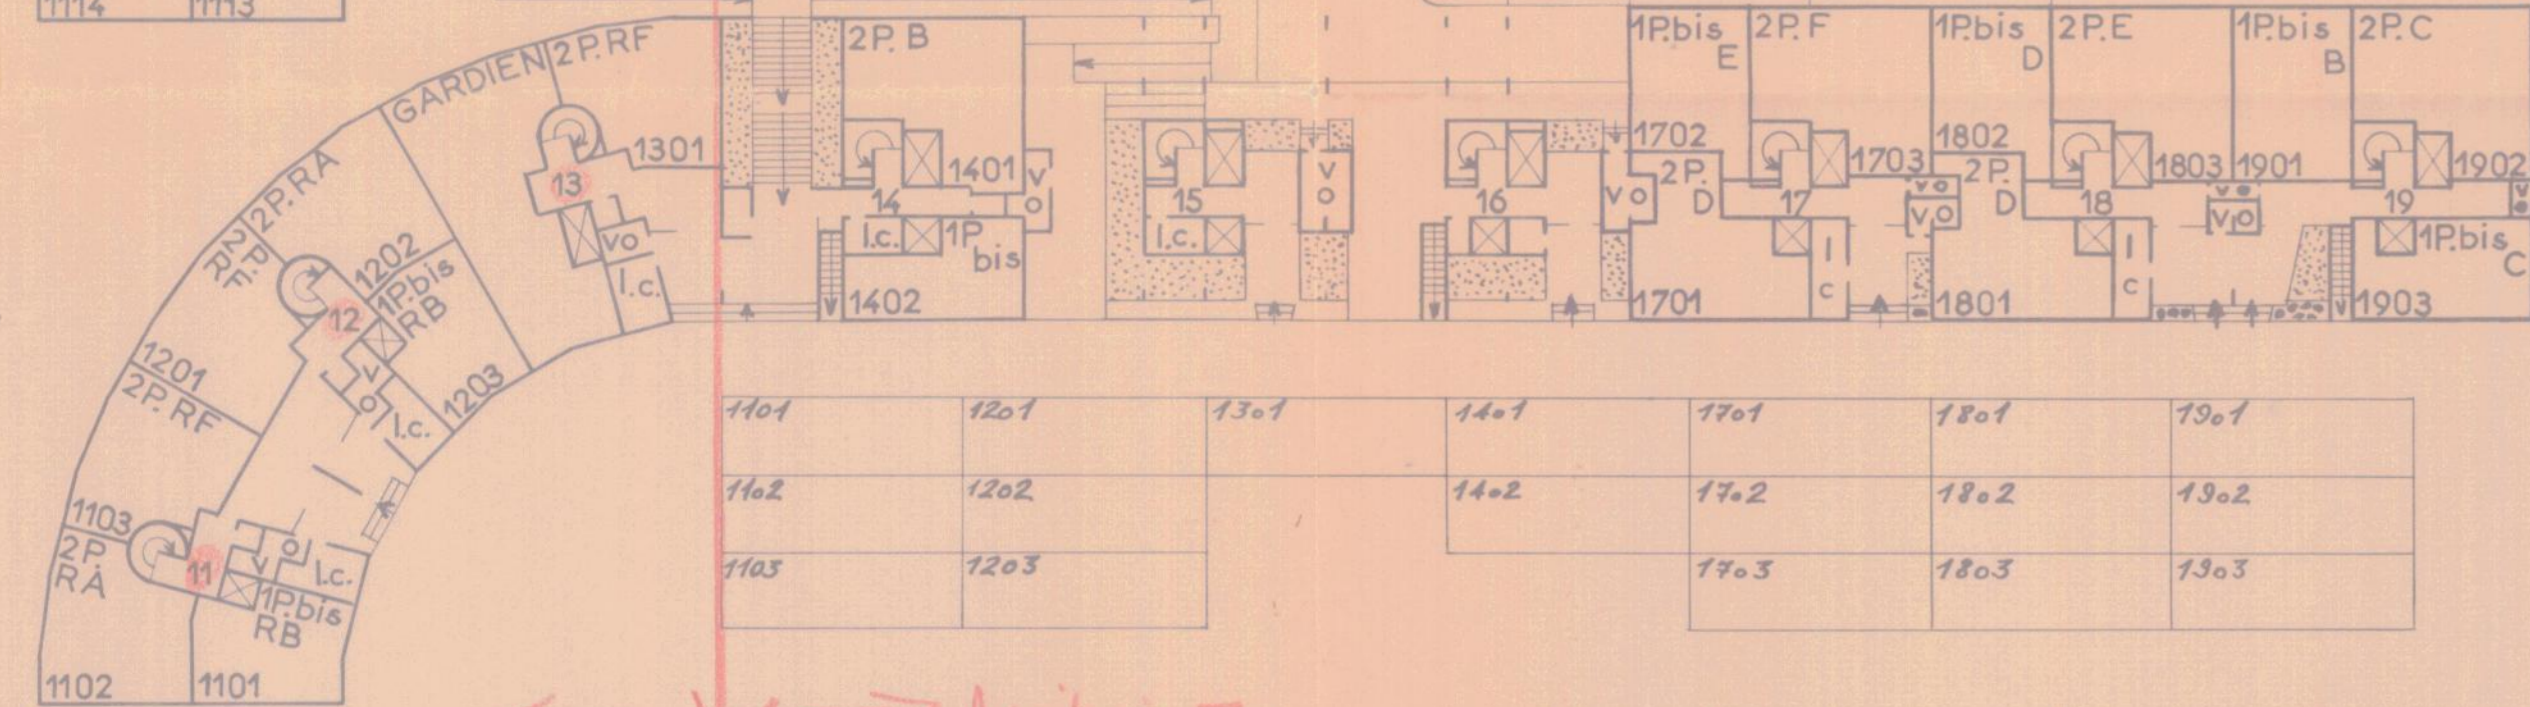 1114 1113
2P. B
1401
14
l.c.
1P
bis
1402
V
O
15
l.c.
V
O
16
V O
1P.bis
E
2P. F
1702
2P.
D
17
1703
1701
l
c
V O
V O
1P.bis
D
2P. E
1802
2P.
D
18
1803
1801
l
c
V
V O
1P.bis
B
2P. C
1901
19
1902
V
1P.bis
C
1903
GARDIEN
2P. RF
1301
13
VO
l.c.
2P. RA
2P.F
RF
1202
12
1P.bis
RB
1201
V
O
l.c.
1203
2P. RF
1103
2P
RA
11
V
O
l.c.
1P.bis
RB
1102
1101
1101 1201 1301 1401 1701 1801 1901
1102 1202 1402 1702 1802 1902
1103 1203 1703 1803 1903